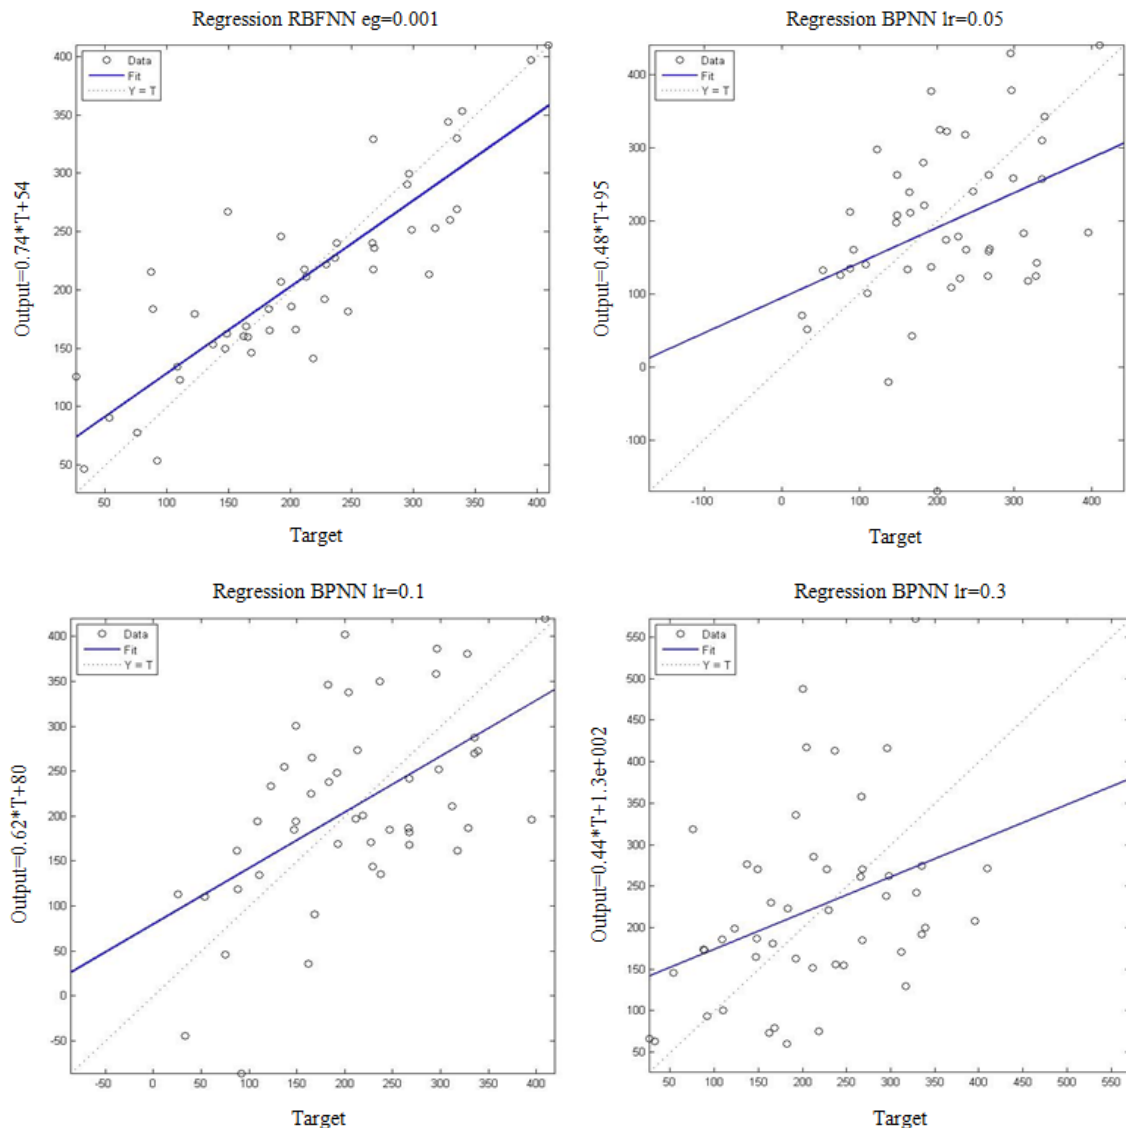 Regression RBFNN eg=0.001
Data
Fit
Y = T
400
350
300
250
200
150
100
50
50 100 150 200 250 300 350 400
Output=0.74*T+54
Target
Regression BPNN lr=0.05
Data
Fit
Y = T
400
300
200
100
0
-100
-100 0 100 200 300 400
Output=0.48*T+95
Target
Regression BPNN lr=0.1
Data
Fit
Y = T
400
350
300
250
200
150
100
50
0
-50
-50 0 50 100 150 200 250 300 350 400
Output=0.62*T+80
Target
Regression BPNN lr=0.3
Data
Fit
Y = T
550
500
450
400
350
300
250
200
150
100
50
50 100 150 200 250 300 350 400 450 500 550
Output=0.44*T+1.3e+002
Target